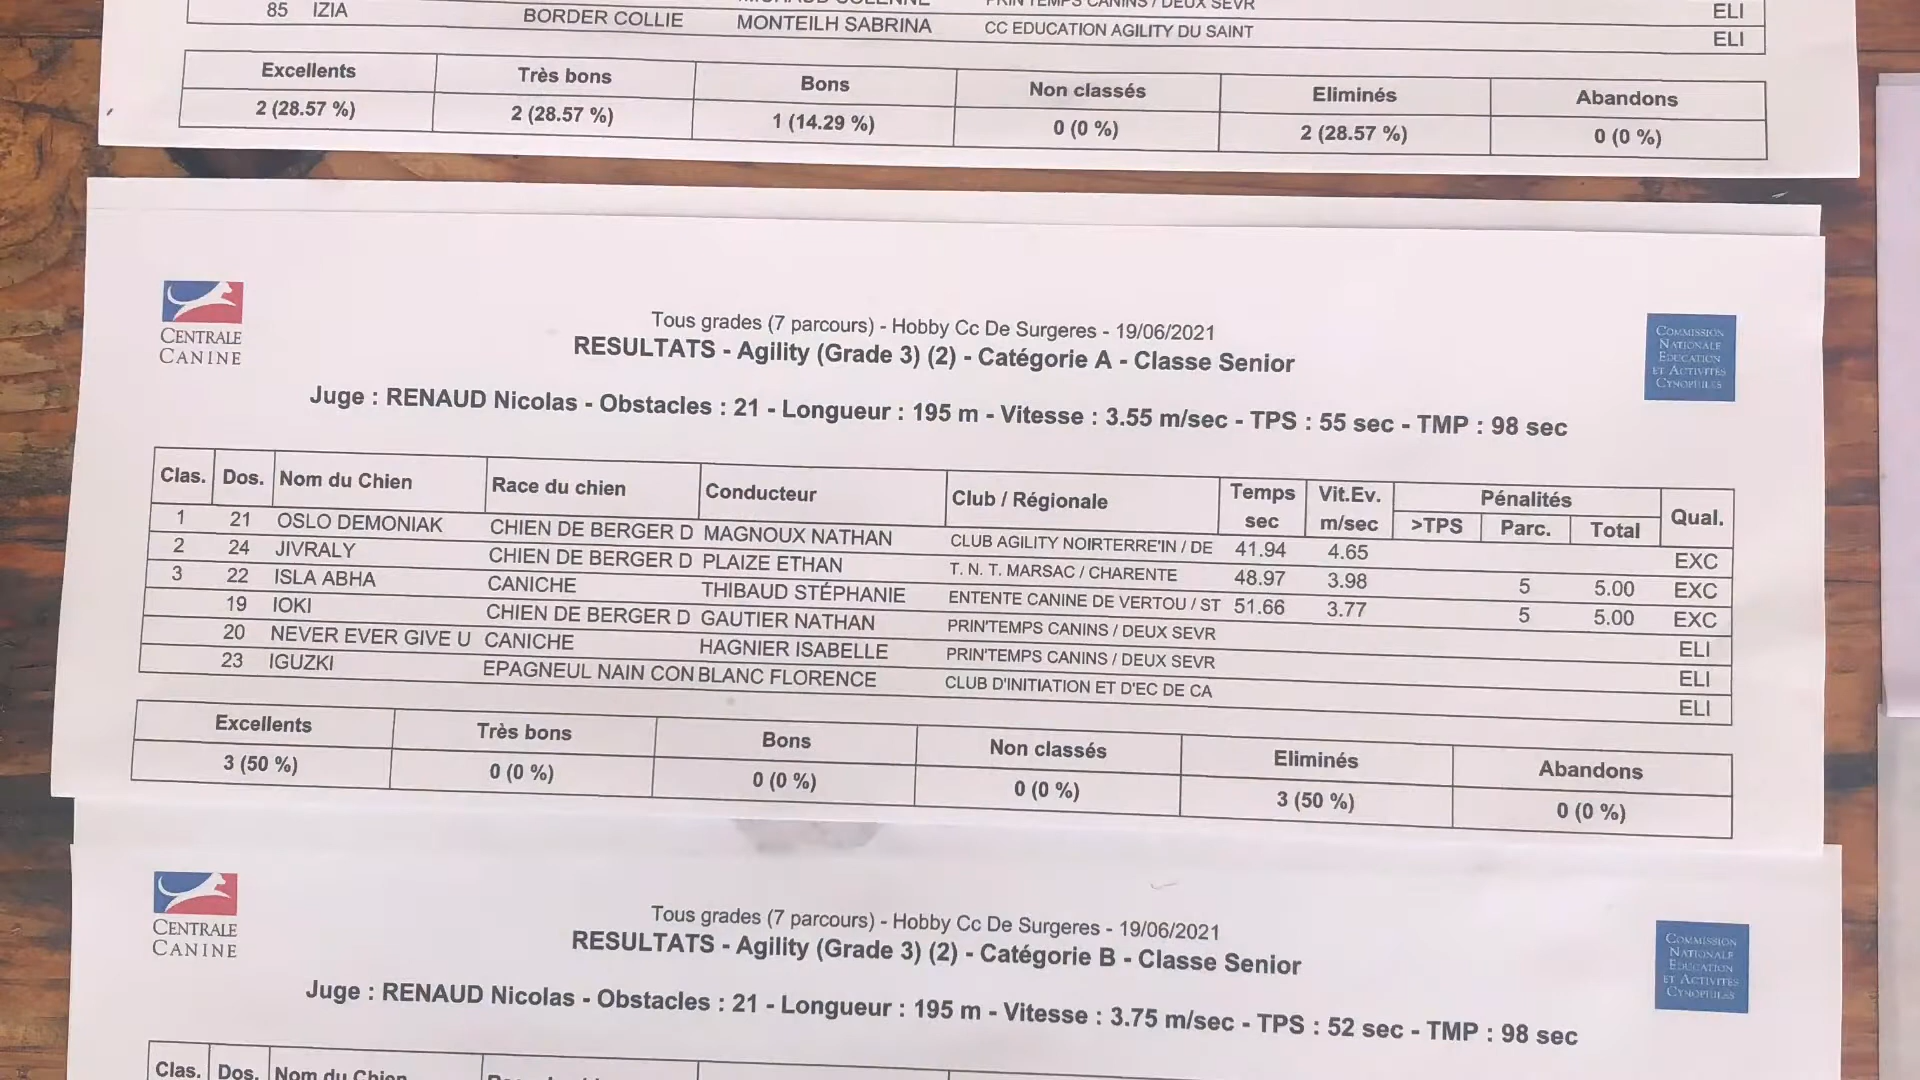 85 IZIA BORDER COLLIE MONTEILH SABRINA CC EDUCATION AGILITY DU SAINT ELI
ELI
Excellents Très bons Bons Non classés Eliminés Abandons
2 (28.57 %) 2 (28.57 %) 1 (14.29 %) 0 (0 %) 2 (28.57 %) 0 (0 %)
CENTRALE
CANINE
Tous grades (7 parcours) - Hobby Cc De Surgeres - 19/06/2021
RESULTATS - Agility (Grade 3) (2) - Catégorie A - Classe Senior
COMMISSION
NATIONALE
EDUCATION
ET ACTIVITÉS
CYNOPHILES
Juge : RENAUD Nicolas - Obstacles : 21 - Longueur : 195 m - Vitesse : 3.55 m/sec - TPS : 55 sec - TMP : 98 sec
Clas. Dos. Nom du Chien Race du chien Conducteur Club / Régionale Temps sec Vit.Ev. m/sec Pénalités Qual.
>TPS Parc. Total
1 21 OSLO DEMONIAK CHIEN DE BERGER D MAGNOUX NATHAN CLUB AGILITY NOIRTERRE'IN / DE 41.94 4.65 EXC
2 24 JIVRALY CHIEN DE BERGER D PLAIZE ETHAN T. N. T. MARSAC / CHARENTE 48.97 3.98 5 5.00 EXC
3 22 ISLA ABHA CANICHE THIBAUD STÉPHANIE ENTENTE CANINE DE VERTOU / ST 51.66 3.77 5 5.00 EXC
19 IOKI CHIEN DE BERGER D GAUTIER NATHAN PRIN'TEMPS CANINS / DEUX SEVR ELI
20 NEVER EVER GIVE U CANICHE HAGNIER ISABELLE PRIN'TEMPS CANINS / DEUX SEVR ELI
23 IGUZKI EPAGNEUL NAIN CON BLANC FLORENCE CLUB D'INITIATION ET D'EC DE CA ELI
Excellents Très bons Bons Non classés Eliminés Abandons
3 (50 %) 0 (0 %) 0 (0 %) 0 (0 %) 3 (50 %) 0 (0 %)
CENTRALE
CANINE
Tous grades (7 parcours) - Hobby Cc De Surgeres - 19/06/2021
RESULTATS - Agility (Grade 3) (2) - Catégorie B - Classe Senior
COMMISSION
NATIONALE
EDUCATION
ET ACTIVITÉS
CYNOPHILES
Juge : RENAUD Nicolas - Obstacles : 21 - Longueur : 195 m - Vitesse : 3.75 m/sec - TPS : 52 sec - TMP : 98 sec
Clas. Dos. Nom du Chien